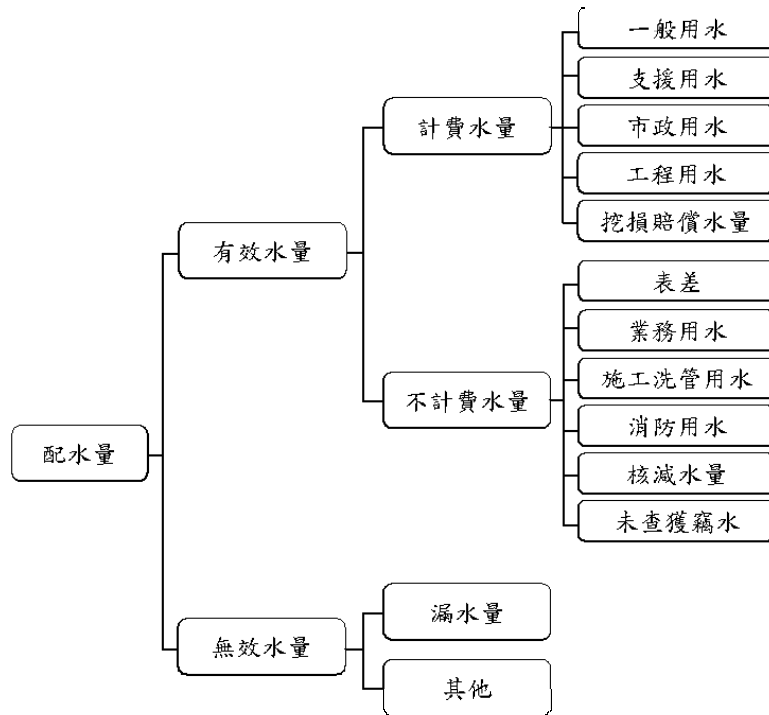 配水量
有效水量
計費水量
一般用水
支援用水
市政用水
工程用水
挖損賠償水量
不計費水量
表差
業務用水
施工洗管用水
消防用水
核減水量
未查獲竊水
無效水量
漏水量
其他